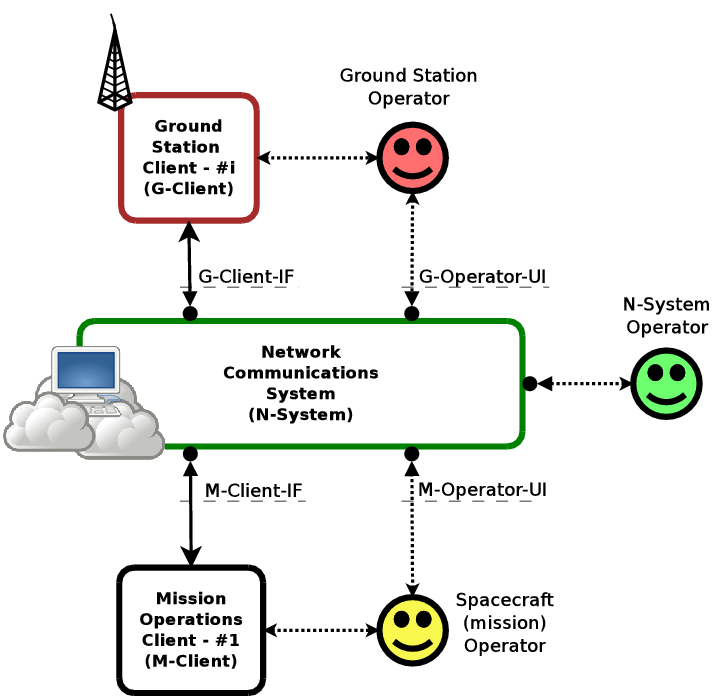 Ground Station
Operator
Ground
Station
Client - #i
(G-Client)
G-Client-IF
G-Operator-UI
N-System
Operator
Network
Communications
System
(N-System)
M-Client-IF
M-Operator-UI
Mission
Operations
Client - #1
(M-Client)
Spacecraft
(mission)
Operator